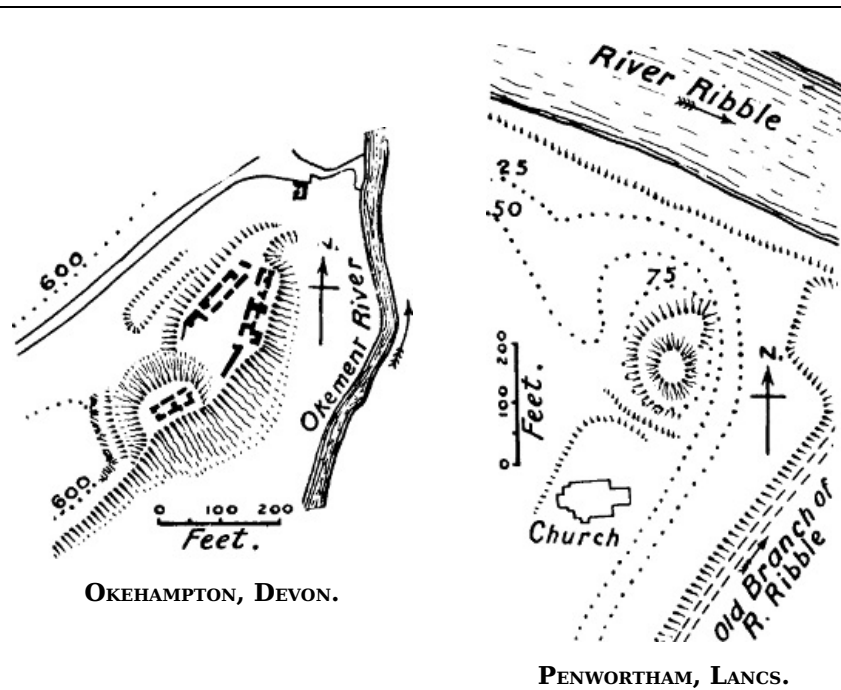 600
600
N.
Okement River
0 100 200
Feet.
Okehampton, Devon.
River Ribble
25
50
75
200
100
0
Feet.
N.
Church
Old Branch of
R. Ribble
Penwortham, Lancs.